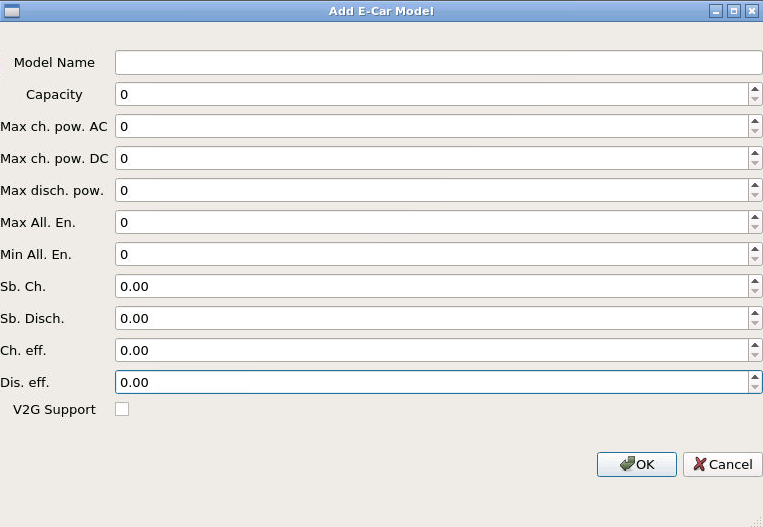 Add E-Car Model
Model Name
Capacity 0
Max ch. pow. AC 0
Max ch. pow. DC 0
Max disch. pow. 0
Max All. En. 0
Min All. En. 0
Sb. Ch. 0.00
Sb. Disch. 0.00
Ch. eff. 0.00
Dis. eff. 0.00
V2G Support
OK Cancel